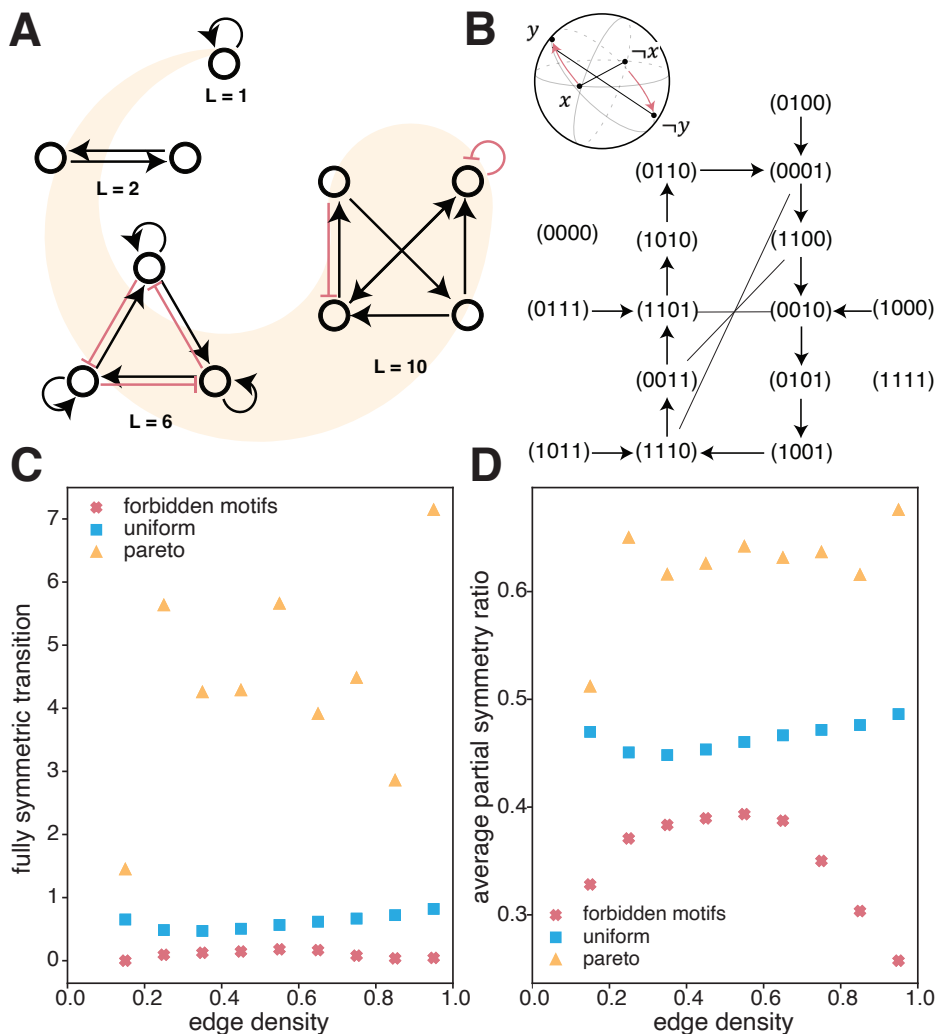 A
L = 1
L = 2
L = 6
L = 10
B
y
¬x
x
¬y
(0100)
(0110)
(0001)
(0000)
(1010)
(1100)
(0111)
(1101)
(0010)
(1000)
(0011)
(0101)
(1111)
(1011)
(1110)
(1001)
C
fully symmetric transition
7
6
5
4
3
2
1
0
forbidden motifs
uniform
pareto
0.0
0.2
0.4
0.6
0.8
1.0
edge density
D
average partial symmetry ratio
0.6
0.5
0.4
0.3
forbidden motifs
uniform
pareto
0.0
0.2
0.4
0.6
0.8
1.0
edge density